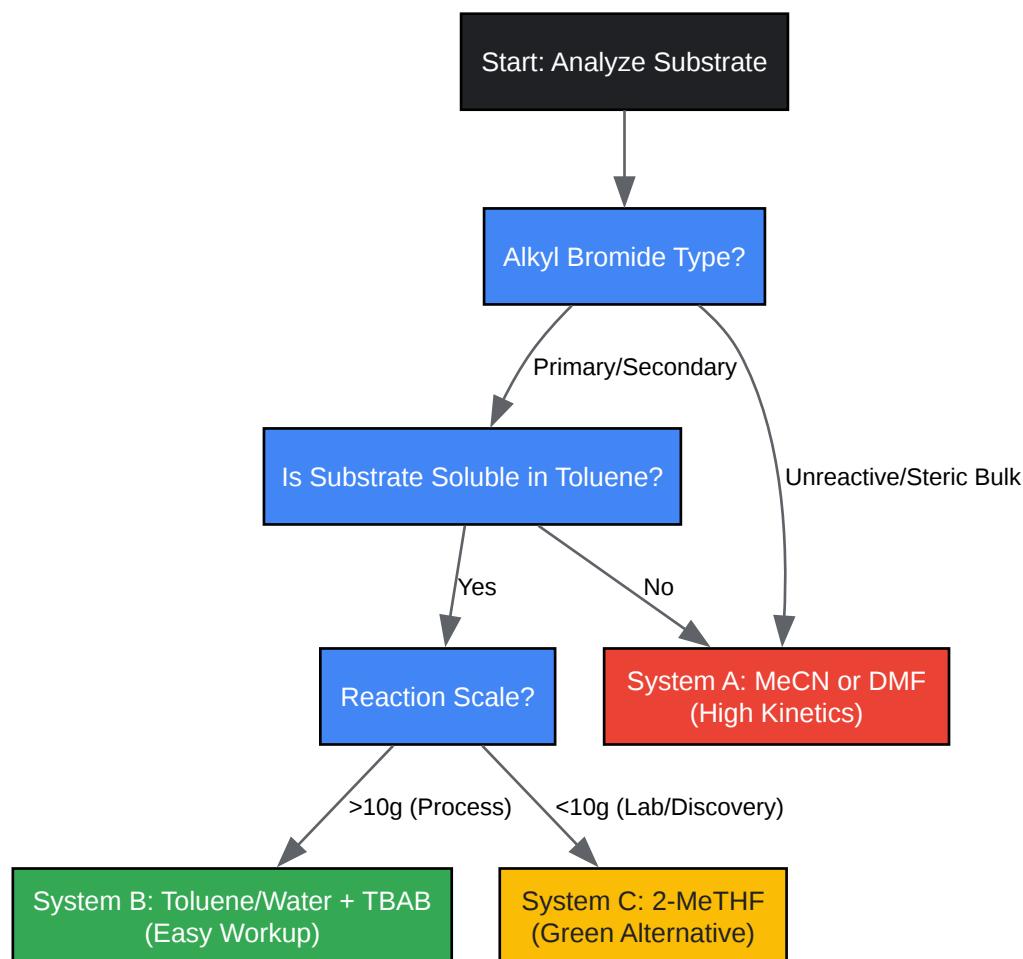 Start: Analyze Substrate
Alkyl Bromide Type?
Primary/Secondary
Is Substrate Soluble in Toluene?
Unreactive/Steric Bulk
Yes
No
Reaction Scale?
System A: MeCN or DMF
(High Kinetics)
>10g (Process)
<10g (Lab/Discovery)
System B: Toluene/Water + TBAB
(Easy Workup)
System C: 2-MeTHF
(Green Alternative)